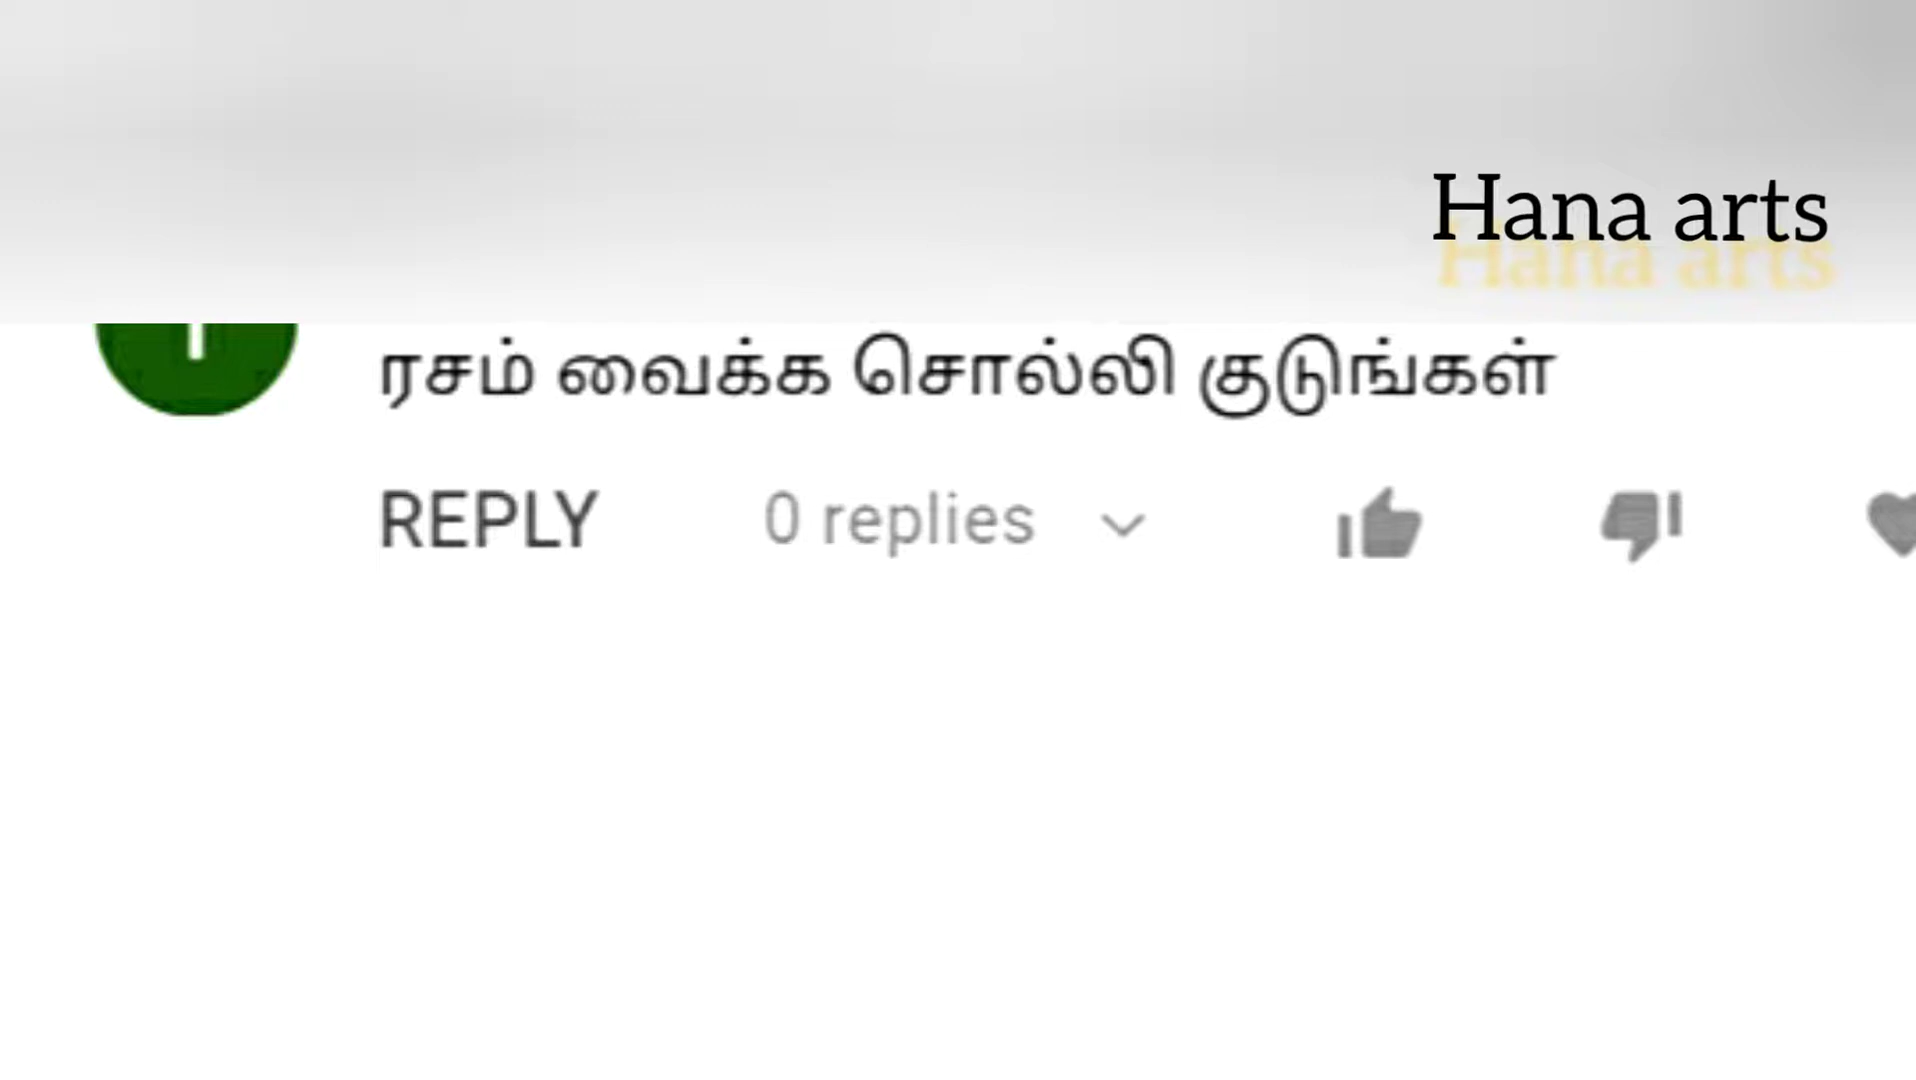 Hana arts
ரசம் வைக்க சொல்லி குடுங்கள்
REPLY 0 replies